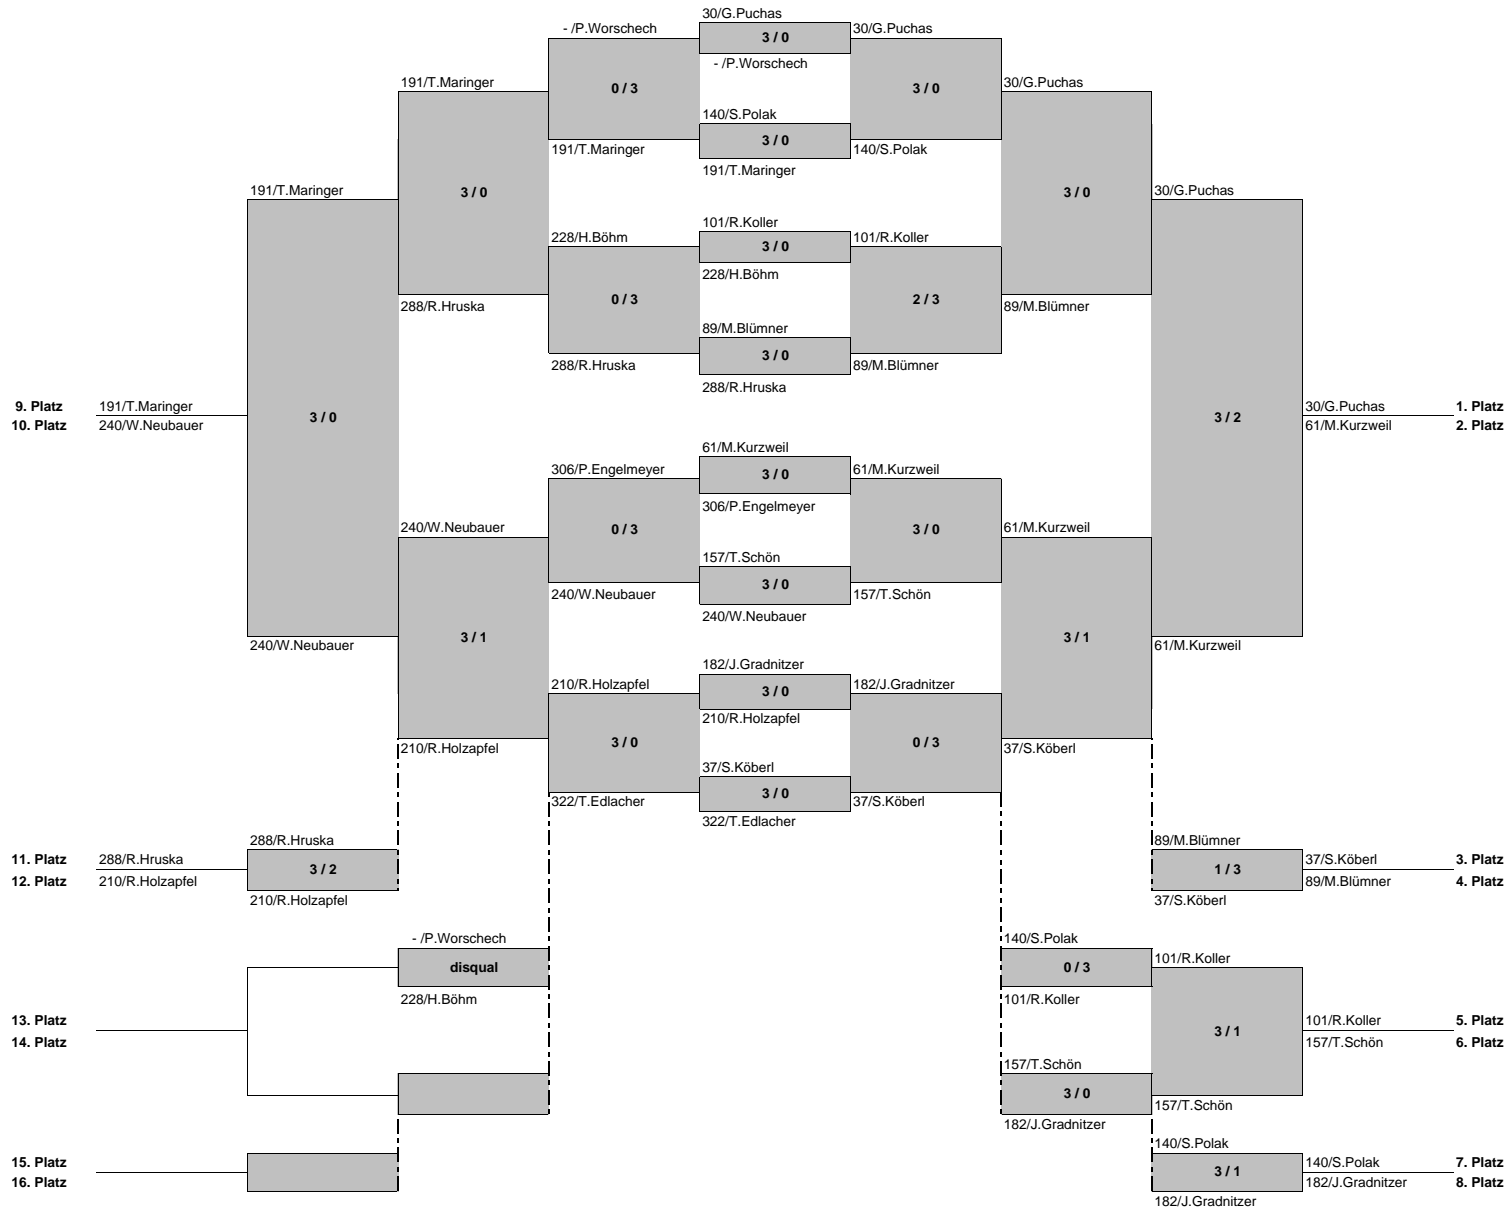 30/G.Puchas
- /P.Worschech
3 / 0
30/G.Puchas
- /P.Worschech
191/T.Maringer
0 / 3
3 / 0
30/G.Puchas
140/S.Polak
3 / 0
191/T.Maringer
140/S.Polak
191/T.Maringer
191/T.Maringer
3 / 0
3 / 0
30/G.Puchas
101/R.Koller
228/H.Böhm
3 / 0
101/R.Koller
228/H.Böhm
288/R.Hruska
0 / 3
2 / 3
89/M.Blümner
89/M.Blümner
3 / 0
288/R.Hruska
89/M.Blümner
288/R.Hruska
9. Platz
191/T.Maringer
3 / 0
3 / 2
30/G.Puchas
1. Platz
10. Platz
240/W.Neubauer
61/M.Kurzweil
2. Platz
61/M.Kurzweil
306/P.Engelmeyer
3 / 0
61/M.Kurzweil
306/P.Engelmeyer
240/W.Neubauer
0 / 3
3 / 0
61/M.Kurzweil
157/T.Schön
3 / 0
240/W.Neubauer
157/T.Schön
240/W.Neubauer
240/W.Neubauer
3 / 1
3 / 1
61/M.Kurzweil
182/J.Gradnitzer
210/R.Holzapfel
3 / 0
182/J.Gradnitzer
210/R.Holzapfel
210/R.Holzapfel
3 / 0
0 / 3
37/S.Köberl
37/S.Köberl
3 / 0
322/T.Edlacher
37/S.Köberl
322/T.Edlacher
288/R.Hruska
89/M.Blümner
11. Platz
288/R.Hruska
3 / 2
1 / 3
37/S.Köberl
3. Platz
12. Platz
210/R.Holzapfel
89/M.Blümner
4. Platz
210/R.Holzapfel
37/S.Köberl
- /P.Worschech
140/S.Polak
disqual
0 / 3
101/R.Koller
228/H.Böhm
101/R.Koller
13. Platz
3 / 1
101/R.Koller
5. Platz
14. Platz
157/T.Schön
6. Platz
157/T.Schön
3 / 0
157/T.Schön
182/J.Gradnitzer
140/S.Polak
15. Platz
3 / 1
140/S.Polak
7. Platz
16. Platz
182/J.Gradnitzer
8. Platz
182/J.Gradnitzer